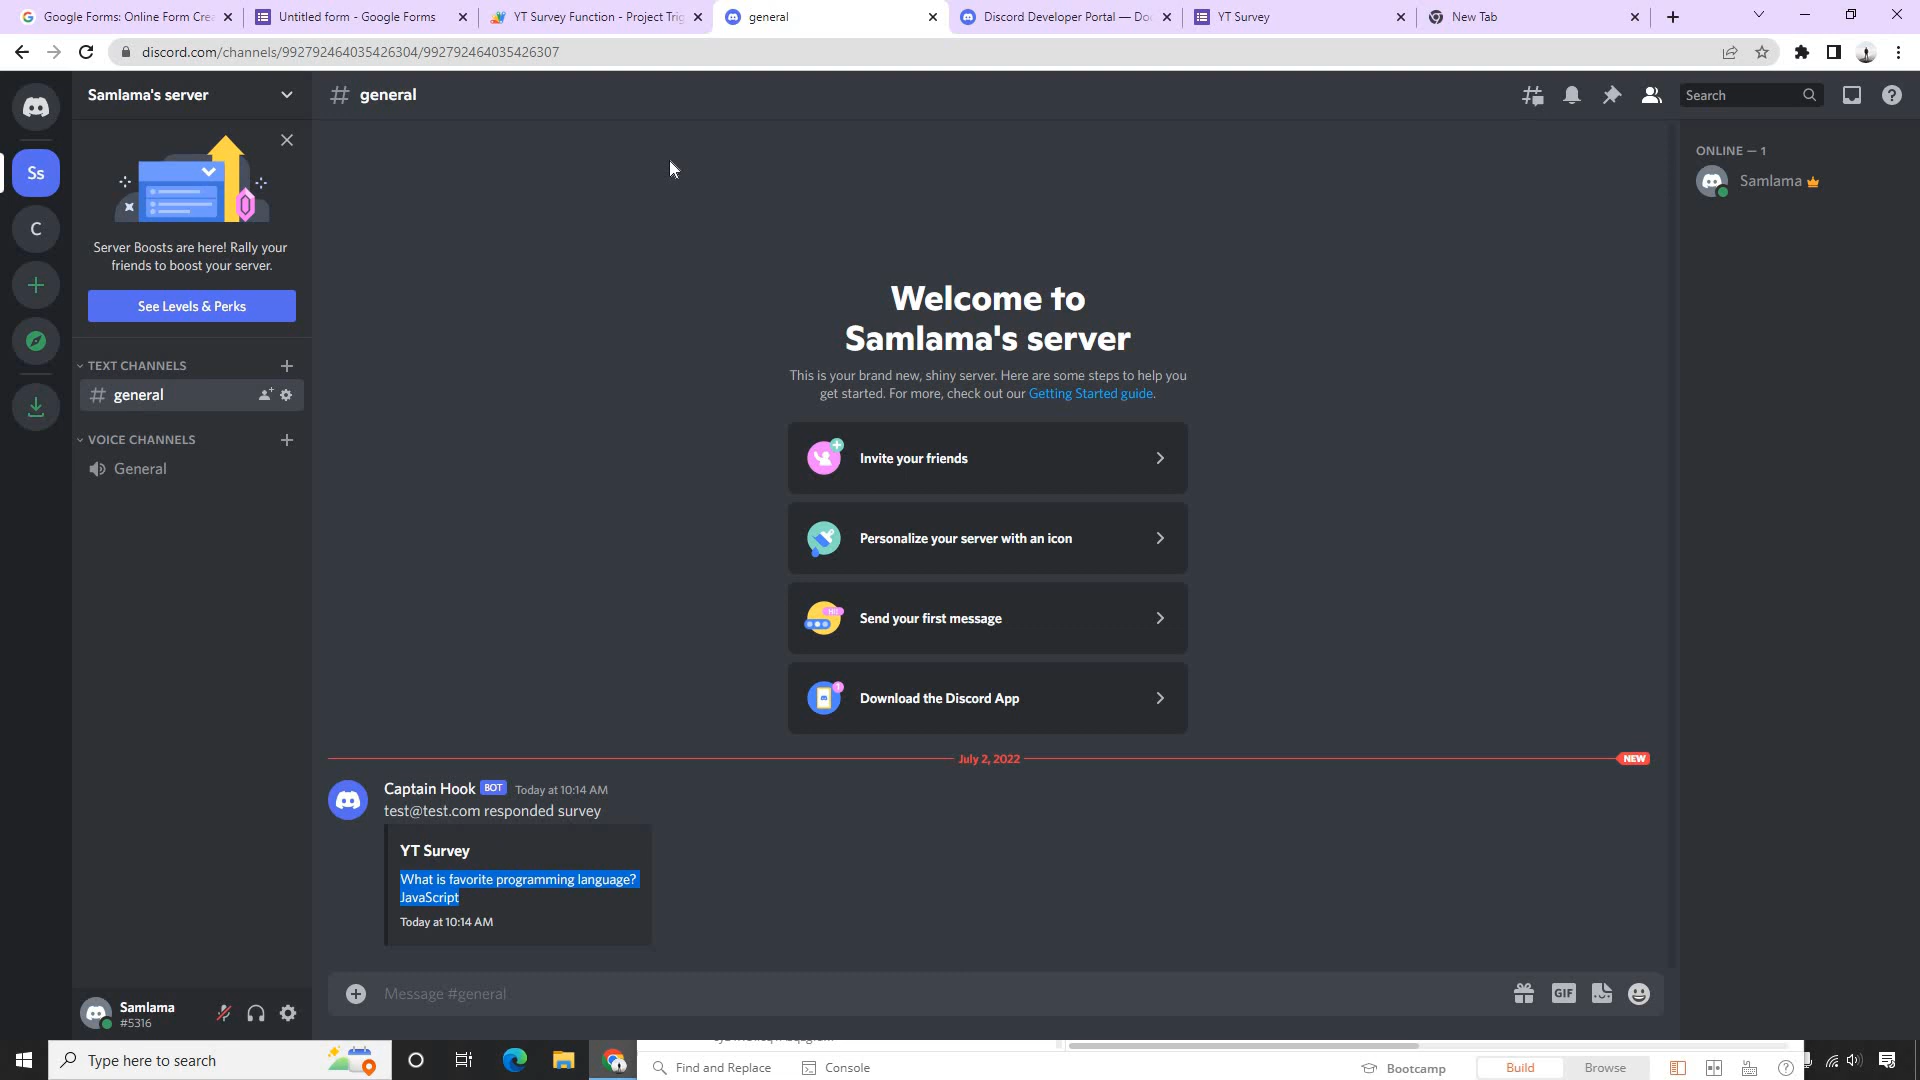 Google Forms: Online Form Crea
Untitled form - Google Forms
YT Survey Function - Project Trig
general
Discord Developer Portal — Doc
YT Survey
New Tab
discord.com/channels/992792464035426304/992792464035426307
Samlama's server
general
Search
Server Boosts are here! Rally your
friends to boost your server.
See Levels & Perks
Ss
C
TEXT CHANNELS
general
VOICE CHANNELS
General
Welcome to
Samlama's server
This is your brand new, shiny server. Here are some steps to help you
get started. For more, check out our Getting Started guide.
Invite your friends
Personalize your server with an icon
Send your first message
Download the Discord App
July 2, 2022
NEW
Captain Hook BOT Today at 10:14 AM
test@test.com responded survey
YT Survey
What is favorite programming language?
JavaScript
Today at 10:14 AM
Message #general
GIF
ONLINE — 1
Samlama
Samlama
#5316
Type here to search
Find and Replace
Console
Bootcamp
Build
Browse